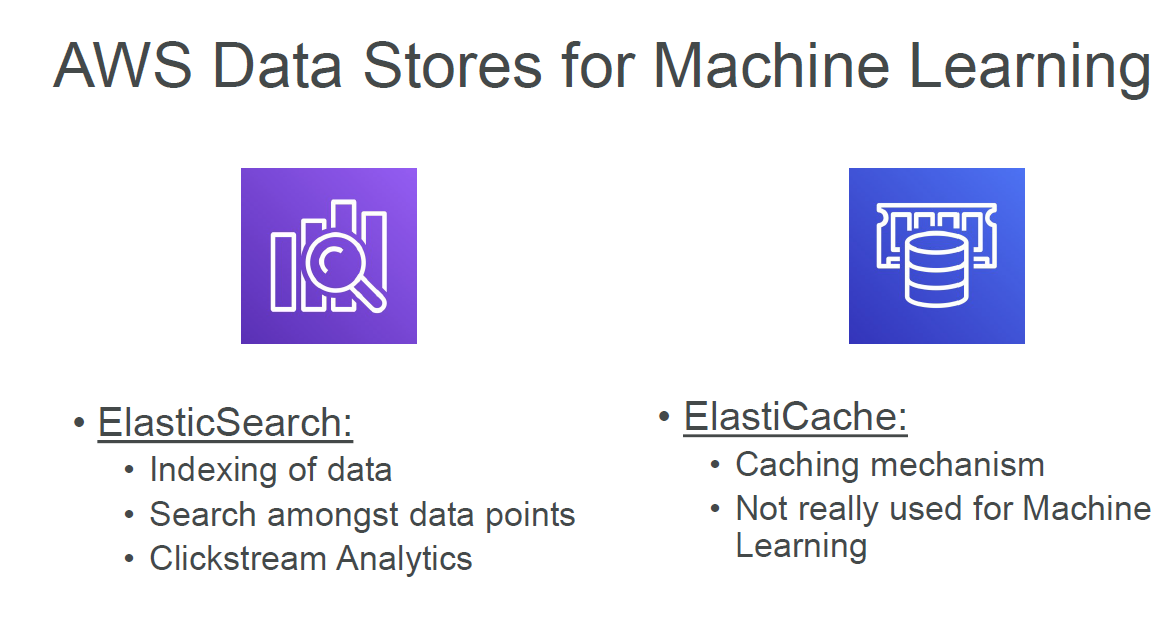 AWS Data Stores for Machine Learning
• ElasticSearch:
• Indexing of data
• Search amongst data points
• Clickstream Analytics
• ElastiCache:
• Caching mechanism
• Not really used for Machine
Learning